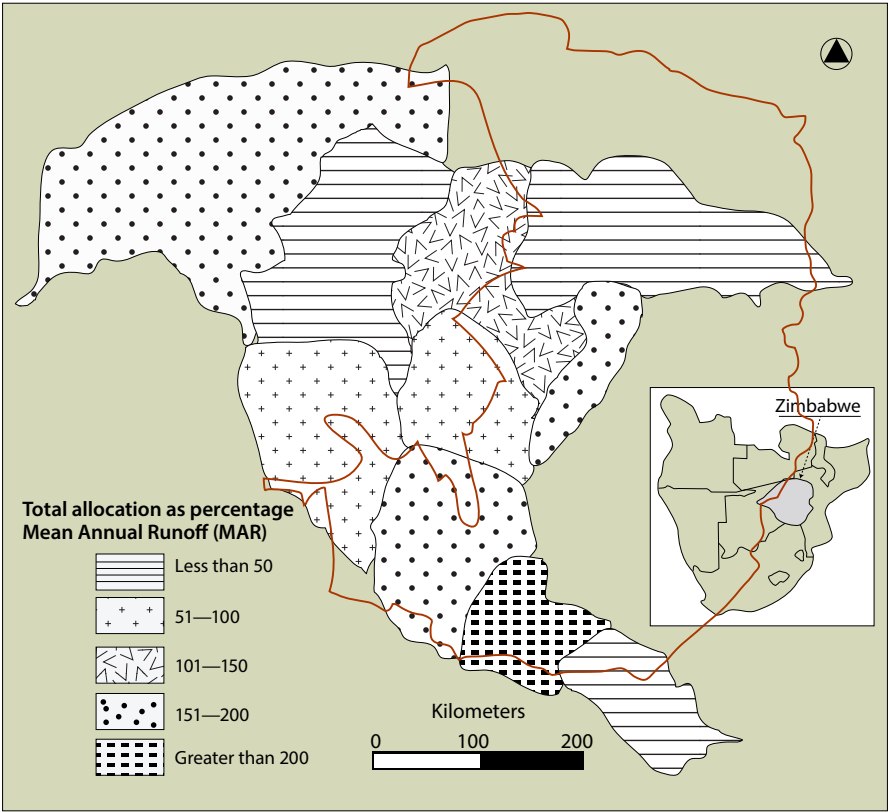 Zimbabwe
Total allocation as percentage
Mean Annual Runoff (MAR)
Less than 50
51—100
101—150
151—200
Greater than 200
Kilometers
0 100 200